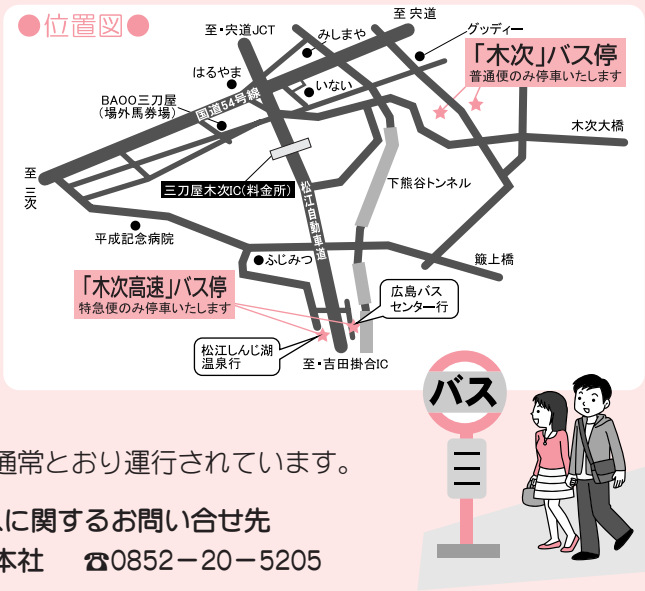 ●位置図●
至・宍道JCT
至 宍道
みしまや
グッディー
「木次」バス停
普通便のみ停車いたします
はるやま
いない
BAOO三刀屋
(場外馬券場)
国道54号線
木次大橋
至 三次
三刀屋木次IC(料金所)
下熊谷トンネル
松江自動車道
平成記念病院
ふじみつ
簸上橋
「木次高速」バス停
特急便のみ停車いたします
広島バス
センター行
松江しんじ湖
温泉行
至・吉田掛合IC
バス
通常とおり運行されています。
に関するお問い合せ先
本社 ☎0852−20−5205